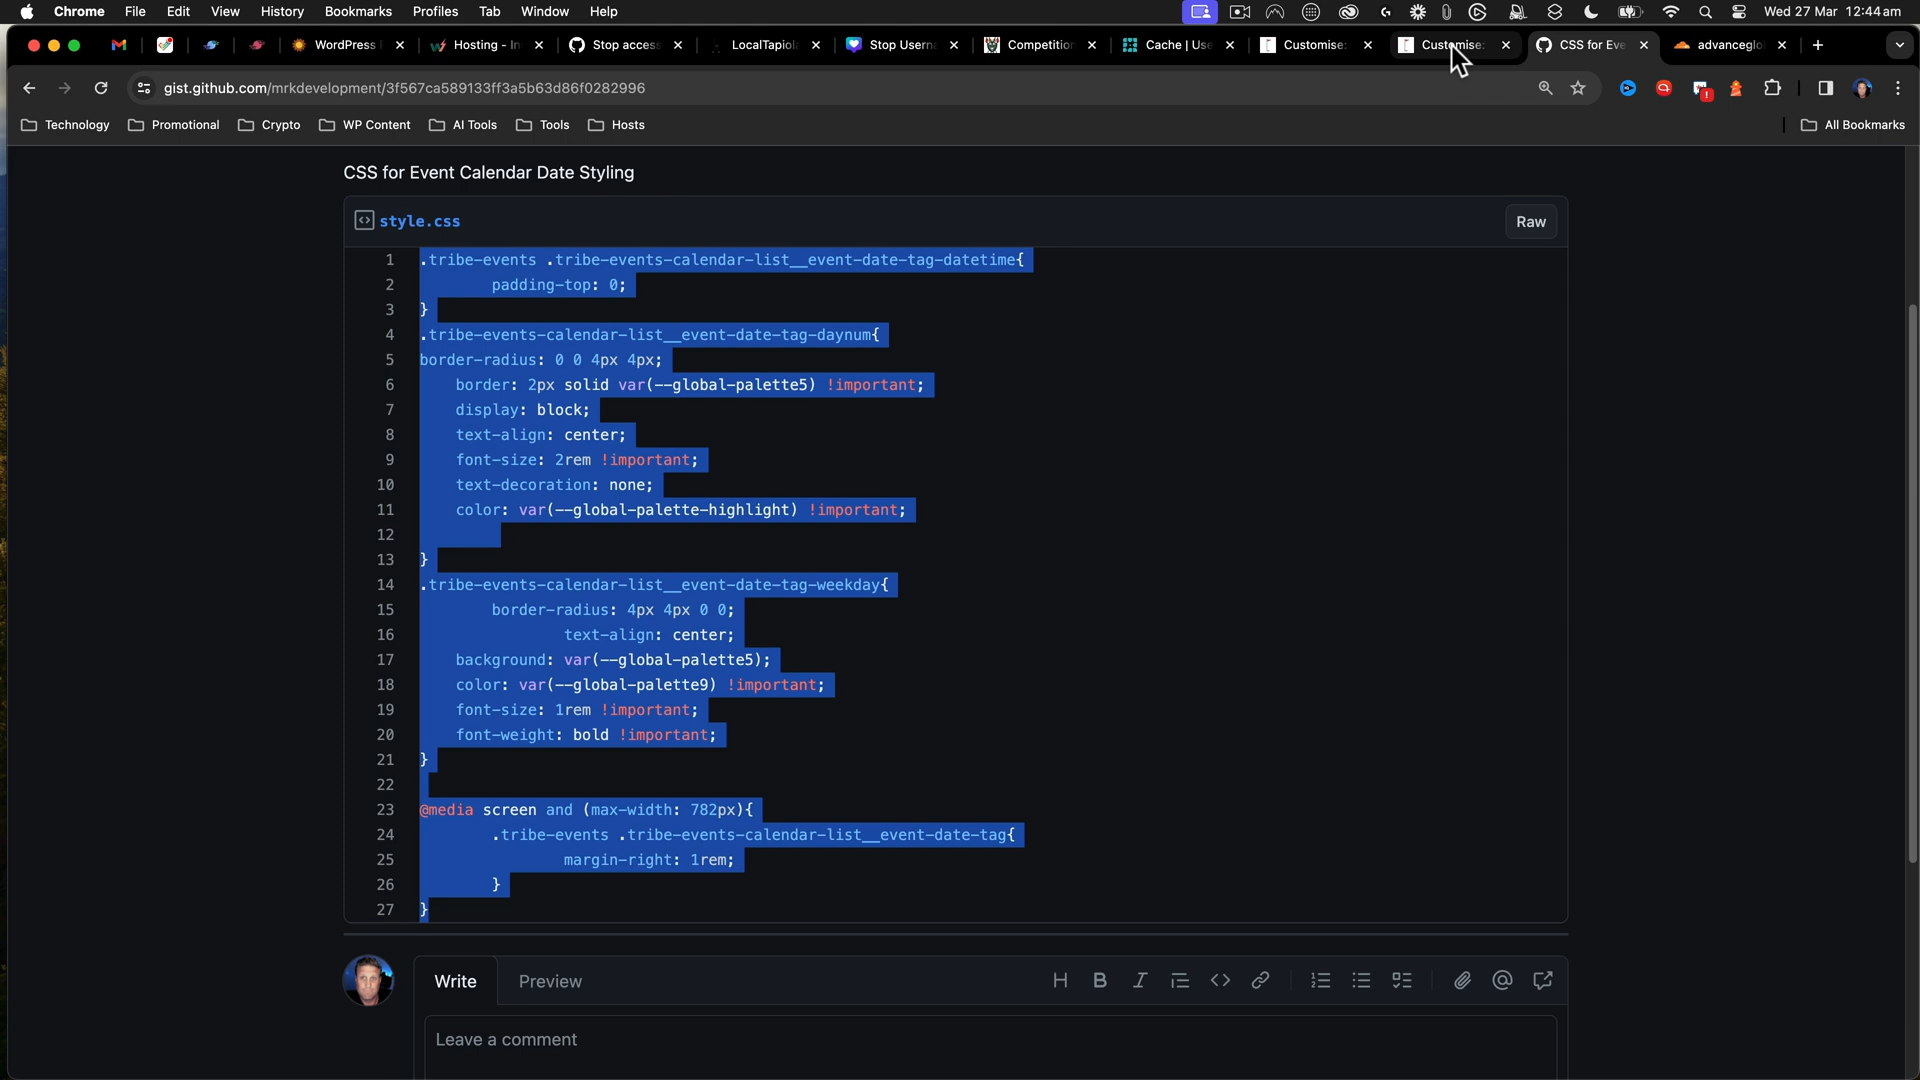 Chrome File Edit View History Bookmarks Profiles Tab Window Help Wed 27 Mar 12:44 am
WordPress Hosting - In Stop access LocalTapiola Stop Userna Competition Cache | Use Customise: Customise: CSS for Eve advanceglo
gist.github.com/mrkdevelopment/3f567ca589133ff3a5b63d86f0282996
Technology Promotional Crypto WP Content AI Tools Tools Hosts All Bookmarks
CSS for Event Calendar Date Styling
style.css Raw
1 .tribe-events .tribe-events-calendar-list__event-date-tag-datetime{
2 padding-top: 0;
3 }
4 .tribe-events-calendar-list__event-date-tag-daynum{
5 border-radius: 0 0 4px 4px;
6 border: 2px solid var(--global-palette5) !important;
7 display: block;
8 text-align: center;
9 font-size: 2rem !important;
10 text-decoration: none;
11 color: var(--global-palette-highlight) !important;
12
13 }
14 .tribe-events-calendar-list__event-date-tag-weekday{
15 border-radius: 4px 4px 0 0;
16 text-align: center;
17 background: var(--global-palette5);
18 color: var(--global-palette9) !important;
19 font-size: 1rem !important;
20 font-weight: bold !important;
21 }
22
23 @media screen and (max-width: 782px){
24 .tribe-events .tribe-events-calendar-list__event-date-tag{
25 margin-right: 1rem;
26 }
27 }
Write Preview
Leave a comment